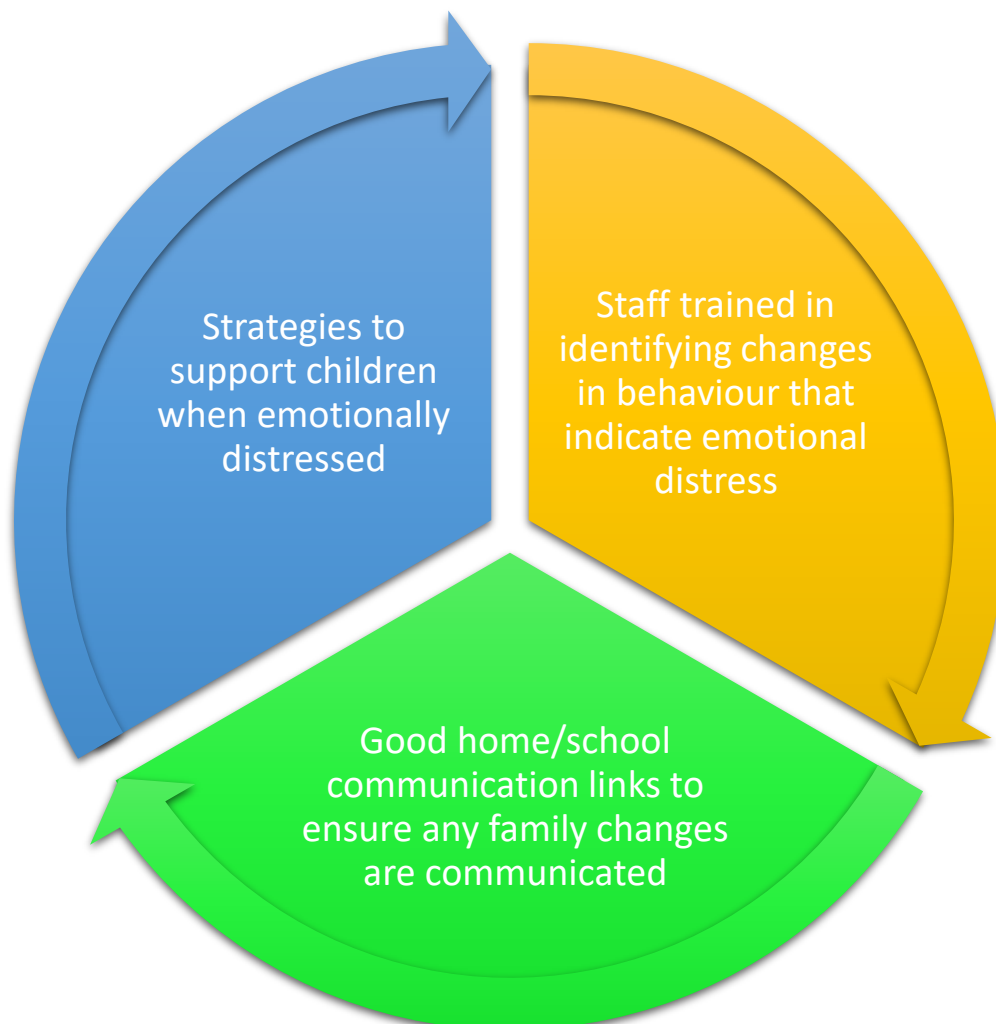 Strategies to
support children
when emotionally
distressed
Staff trained in
identifying changes
in behaviour that
indicate emotional
distress
Good home/school
communication links to
ensure any family changes
are communicated